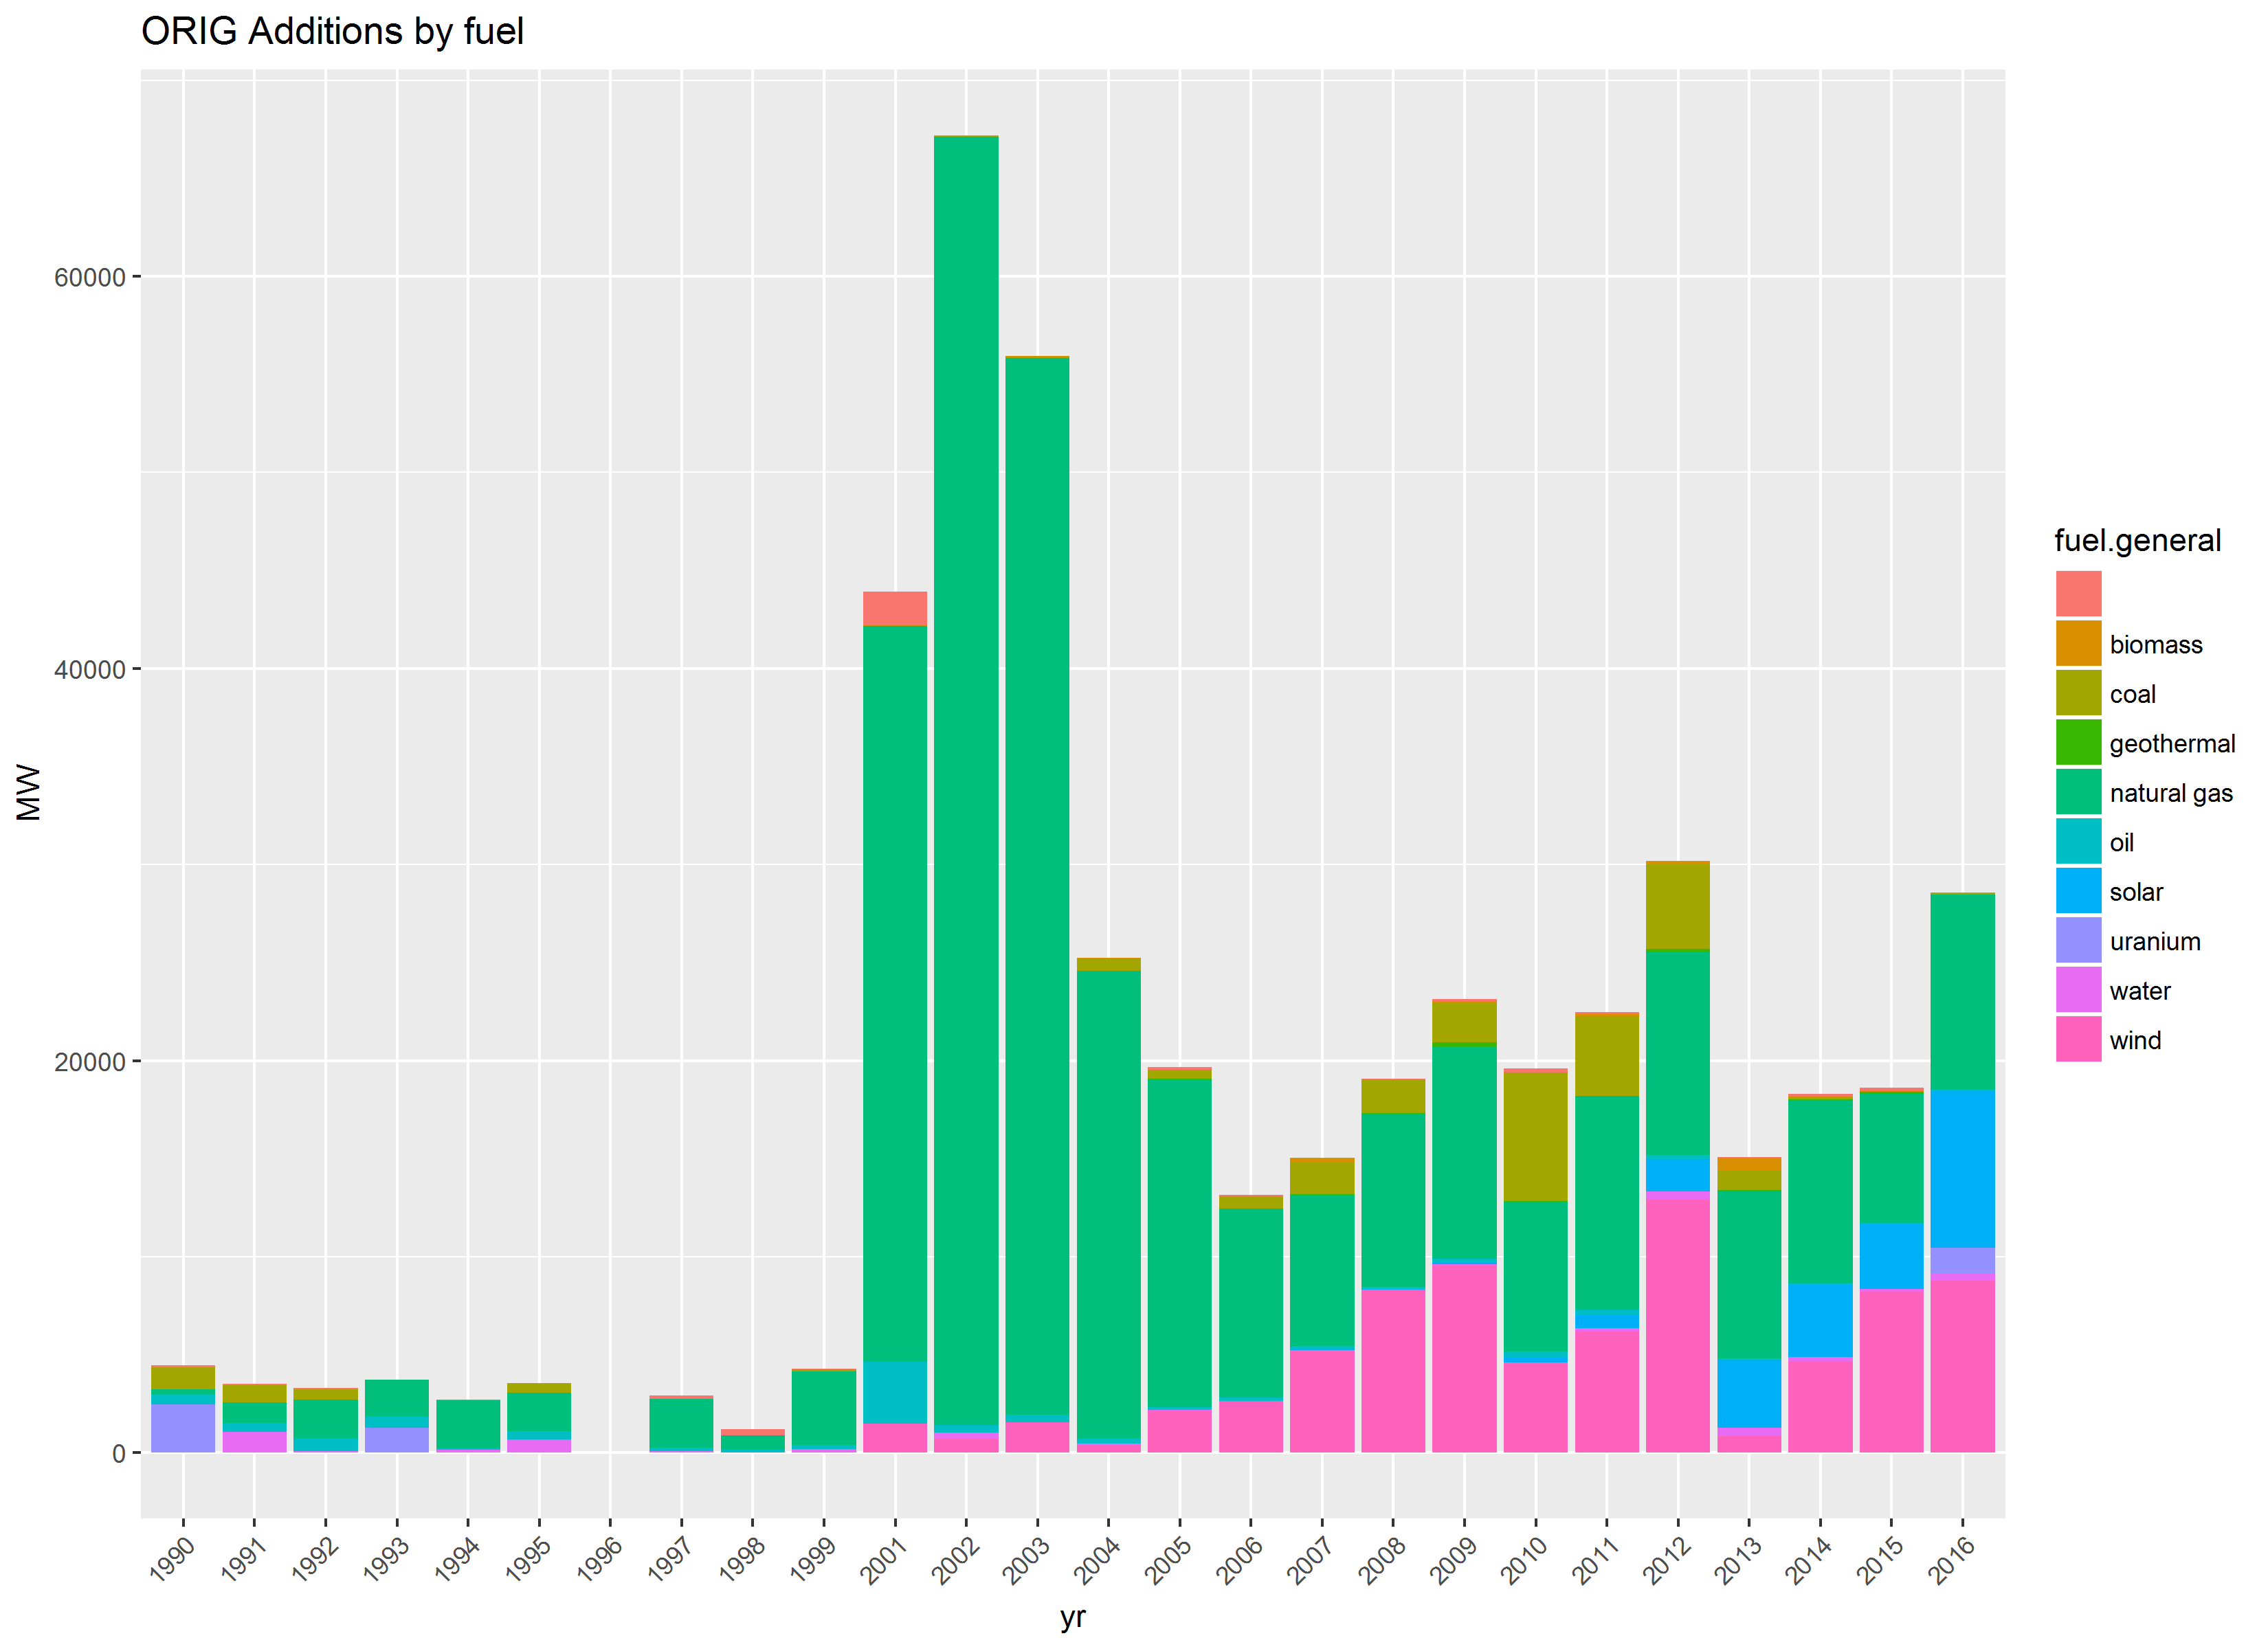 ORIG Additions by fuel
MW
60000
40000
20000
0
1990
1991
1992
1993
1994
1995
1996
1997
1998
1999
2001
2002
2003
2004
2005
2006
2007
2008
2009
2010
2011
2012
2013
2014
2015
2016
yr
fuel.general
biomass
coal
geothermal
natural gas
oil
solar
uranium
water
wind